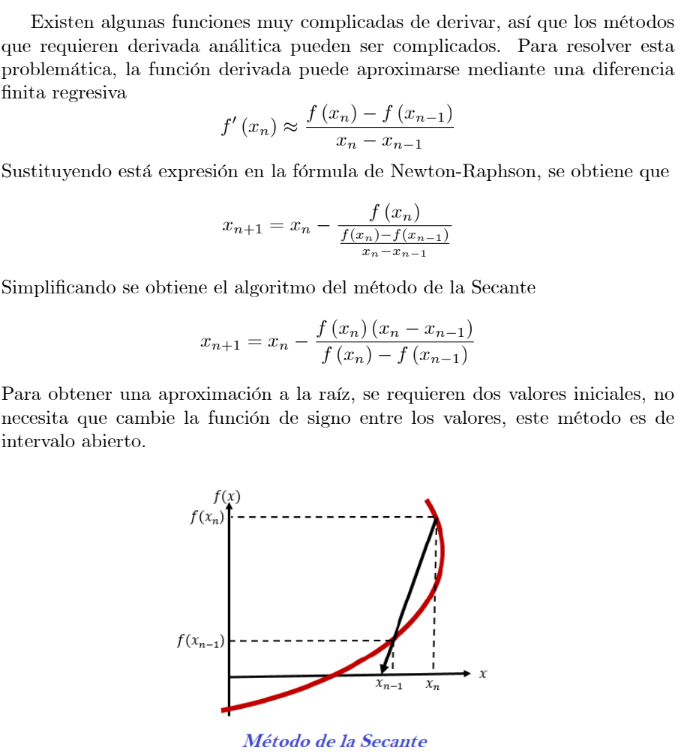 Existen algunas funciones muy complicadas de derivar, así que los métodos
que requieren derivada análitica pueden ser complicados. Para resolver esta
problemática, la función derivada puede aproximarse mediante una diferencia
finita regresiva
f′ (xₙ) ≈ (f (xₙ) − f (xₙ₋₁)) / (xₙ − xₙ₋₁)
Sustituyendo está expresión en la fórmula de Newton-Raphson, se obtiene que
xₙ₊₁ = xₙ − f (xₙ) / ((f(xₙ)−f(xₙ₋₁)) / (xₙ−xₙ₋₁))
Simplificando se obtiene el algoritmo del método de la Secante
xₙ₊₁ = xₙ − (f (xₙ) (xₙ − xₙ₋₁)) / (f (xₙ) − f (xₙ₋₁))
Para obtener una aproximación a la raíz, se requieren dos valores iniciales, no
necesita que cambie la función de signo entre los valores, este método es de
intervalo abierto.
f(x)
f(xₙ)
f(xₙ₋₁)
xₙ₋₁ xₙ x
Método de la Secante